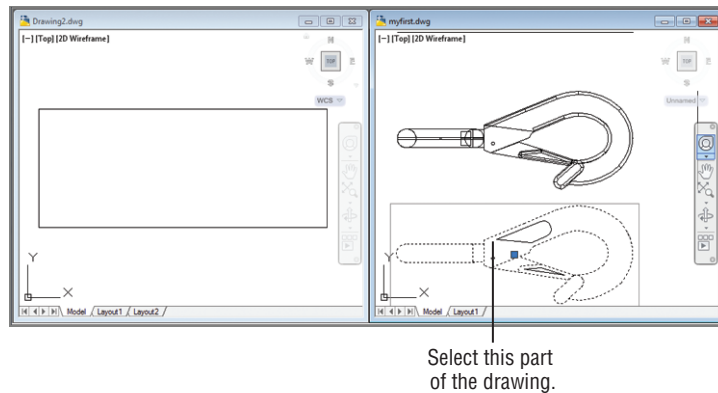 Drawing2.dwg
[−] [Top] [2D Wireframe]
N
W TOP E
S
WCS
Y
X
Model Layout1 Layout2
myfirst.dwg
[−] [Top] [2D Wireframe]
N
W TOP E
S
Unnamed
Y
X
Model Layout1
Select this part
of the drawing.